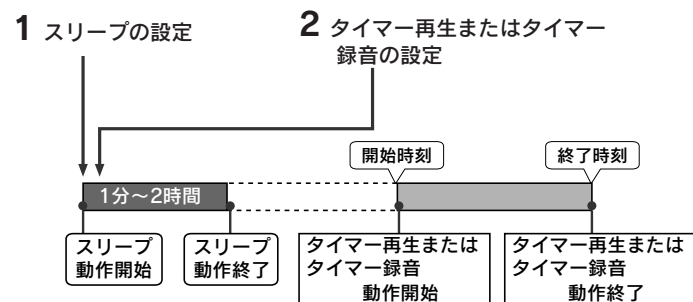 1 スリープの設定
2 タイマー再生またはタイマー
録音の設定
開始時刻
終了時刻
1分～2時間
スリープ
動作開始
スリープ
動作終了
タイマー再生または
タイマー録音
動作開始
タイマー再生または
タイマー録音
動作終了